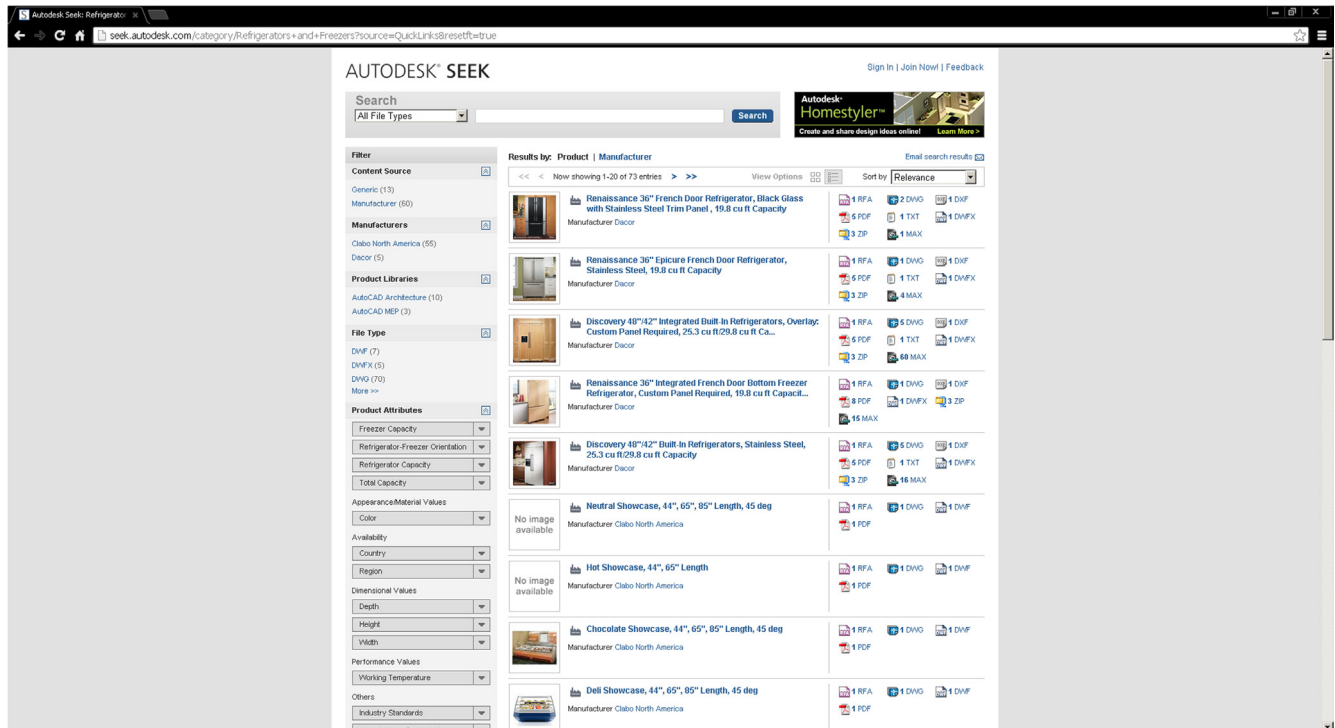 Autodesk Seek: Refrigerato
seek.autodesk.com/category/Refrigerators+and+Freezers?source=QuickLinks&resetft=true
AUTODESK® SEEK
Sign In | Join Now! | Feedback
Search
All File Types
Search
Autodesk®
Homestyler™
Create and share design ideas online! Learn More >
Filter
Content Source
Generic (13)
Manufacturer (60)
Manufacturers
Clabo North America (55)
Dacor (5)
Product Libraries
AutoCAD Architecture (10)
AutoCAD MEP (3)
File Type
DWF (7)
DWFX (5)
DWG (70)
More >>
Product Attributes
Freezer Capacity
Refrigerator-Freezer Orientation
Refrigerator Capacity
Total Capacity
Appearance/Material Values
Color
Availability
Country
Region
Dimensional Values
Depth
Height
Width
Performance Values
Working Temperature
Others
Industry Standards
Results by: Product | Manufacturer
Email search results
<< < Now showing 1-20 of 73 entries > >>
View Options
Sort by Relevance
Renaissance 36" French Door Refrigerator, Black Glass
with Stainless Steel Trim Panel , 19.8 cu ft Capacity
Manufacturer Dacor
1 RFA 2 DWG 1 DXF
5 PDF 1 TXT 1 DWFX
3 ZIP 1 MAX
Renaissance 36" Epicure French Door Refrigerator,
Stainless Steel, 19.8 cu ft Capacity
Manufacturer Dacor
1 RFA 1 DWG 1 DXF
5 PDF 1 TXT 1 DWFX
3 ZIP 4 MAX
Discovery 48"/42" Integrated Built-In Refrigerators, Overlay:
Custom Panel Required, 25.3 cu ft/29.8 cu ft Ca...
Manufacturer Dacor
1 RFA 5 DWG 1 DXF
5 PDF 1 TXT 1 DWFX
3 ZIP 60 MAX
Renaissance 36" Integrated French Door Bottom Freezer
Refrigerator, Custom Panel Required, 19.8 cu ft Capacit...
Manufacturer Dacor
1 RFA 1 DWG 1 DXF
8 PDF 1 DWFX 3 ZIP
15 MAX
Discovery 48"/42" Built-In Refrigerators, Stainless Steel,
25.3 cu ft/29.8 cu ft Capacity
Manufacturer Dacor
1 RFA 5 DWG 1 DXF
5 PDF 1 TXT 1 DWFX
3 ZIP 16 MAX
No image
available
Neutral Showcase, 44", 65", 85" Length, 45 deg
Manufacturer Clabo North America
1 RFA 1 DWG 1 DWF
1 PDF
No image
available
Hot Showcase, 44", 65" Length
Manufacturer Clabo North America
1 RFA 1 DWG 1 DWF
1 PDF
Chocolate Showcase, 44", 65", 85" Length, 45 deg
Manufacturer Clabo North America
1 RFA 1 DWG 1 DWF
1 PDF
Deli Showcase, 44", 65", 85" Length, 45 deg
Manufacturer Clabo North America
1 RFA 1 DWG 1 DWF
1 PDF